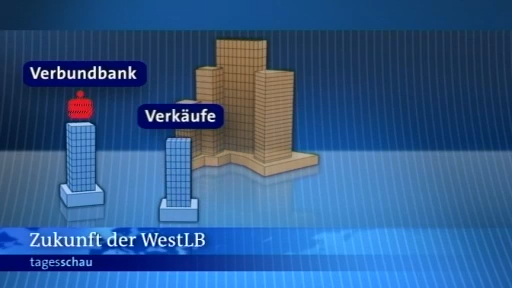 Verbundbank
Verkäufe
Zukunft der WestLB
tagesschau